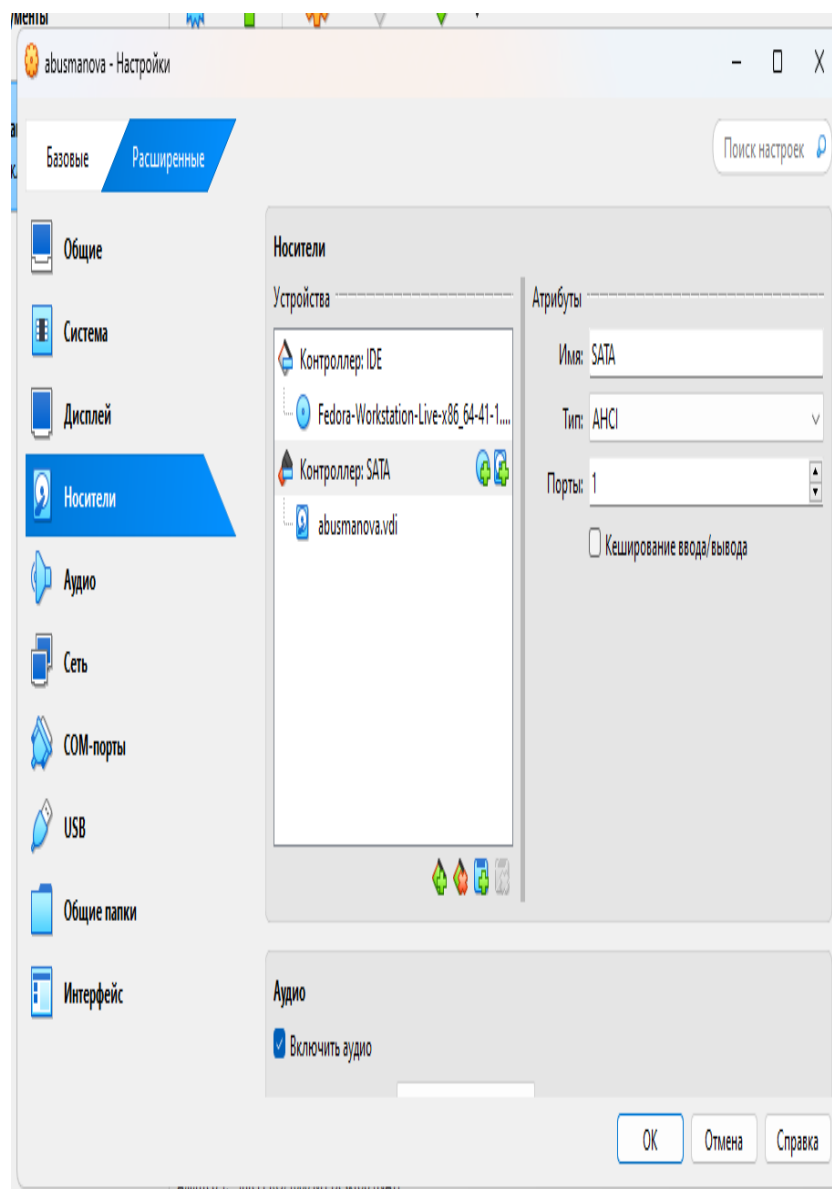 abusmanova - Настройки
Базовые
Расширенные
Поиск настроек
Общие
Система
Дисплей
Носители
Аудио
Сеть
COM-порты
USB
Общие папки
Интерфейс
Носители
Устройства
Контроллер: IDE
Fedora-Workstation-Live-x86_64-41-1....
Контроллер: SATA
abusmanova.vdi
Атрибуты
Имя: SATA
Тип: AHCI
Порты: 1
Кеширование ввода/вывода
Аудио
Включить аудио
OK
Отмена
Справка